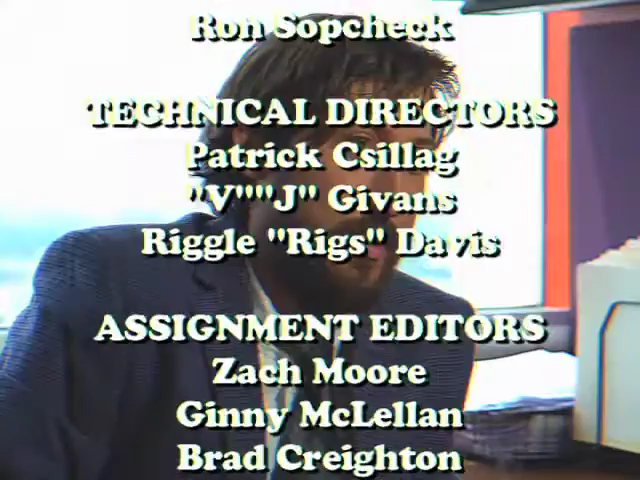 Ron Sopcheck
TECHNICAL DIRECTORS
Patrick Csillag
"V""J" Givans
Riggle "Rigs" Davis
ASSIGNMENT EDITORS
Zach Moore
Ginny McLellan
Brad Creighton